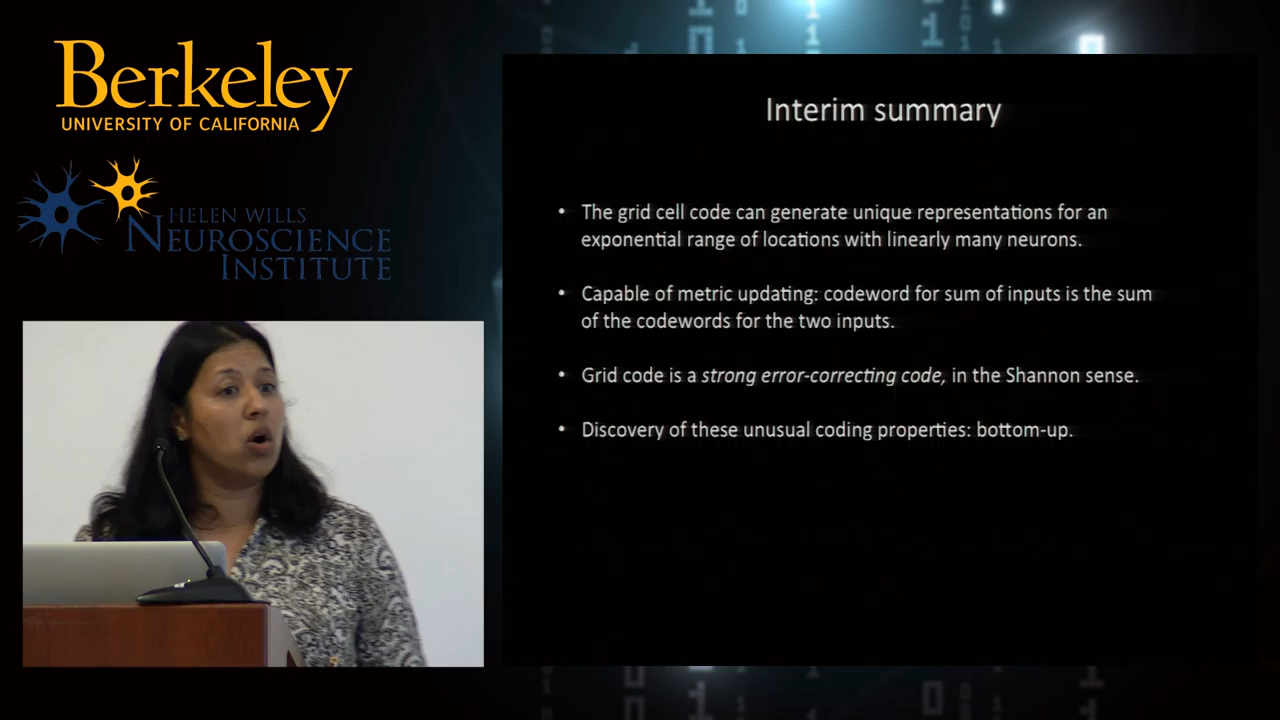 Berkeley
UNIVERSITY OF CALIFORNIA
HELEN WILLS
NEUROSCIENCE
INSTITUTE
Interim summary
• The grid cell code can generate unique representations for an
exponential range of locations with linearly many neurons.
• Capable of metric updating: codeword for sum of inputs is the sum
of the codewords for the two inputs.
• Grid code is a strong error-correcting code, in the Shannon sense.
• Discovery of these unusual coding properties: bottom-up.